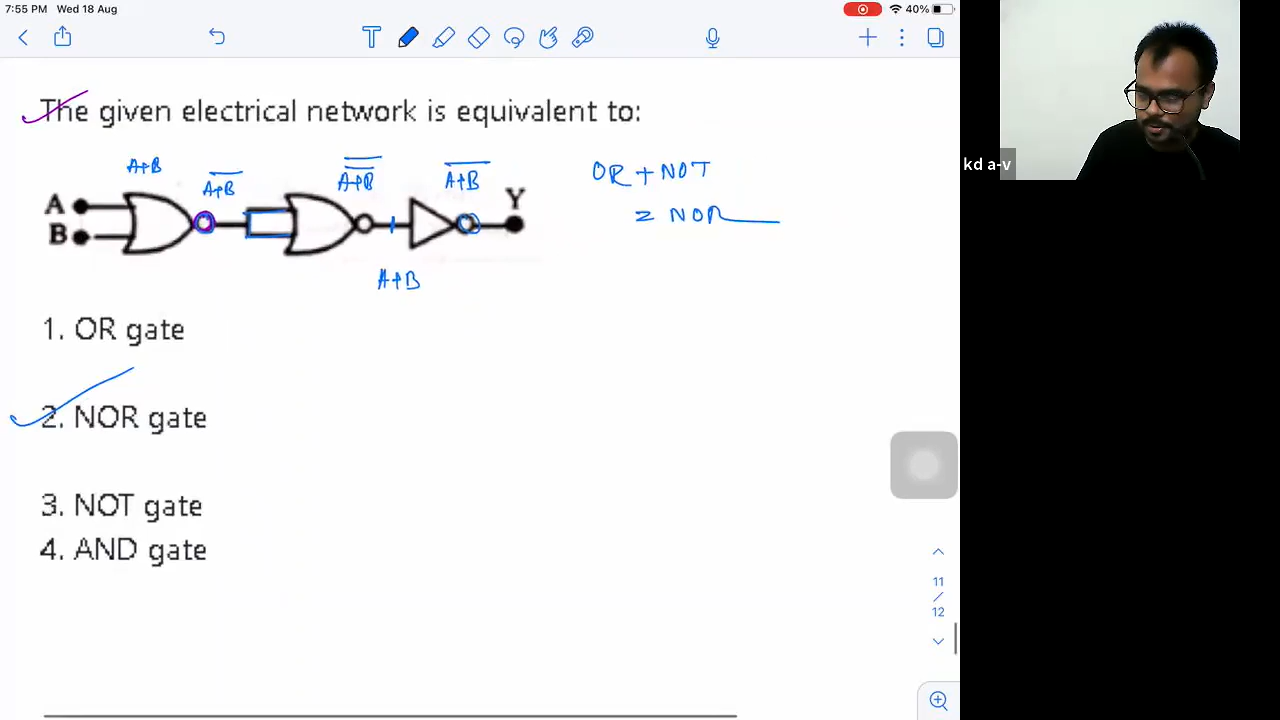 7:55 PM Wed 18 Aug
40%
T
The given electrical network is equivalent to:
A+B
A+B
A+B
A+B
OR + NOT
= NOR
A
B
Y
A+B
kd a-v
1. OR gate
2. NOR gate
3. NOT gate
4. AND gate
11
/
12